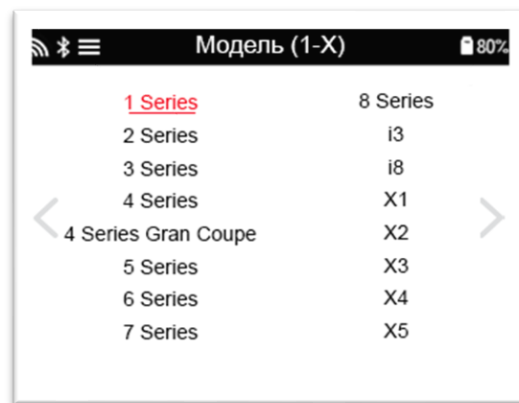 Модель (1-X)
80%
1 Series
2 Series
3 Series
4 Series
4 Series Gran Coupe
5 Series
6 Series
7 Series
8 Series
i3
i8
X1
X2
X3
X4
X5